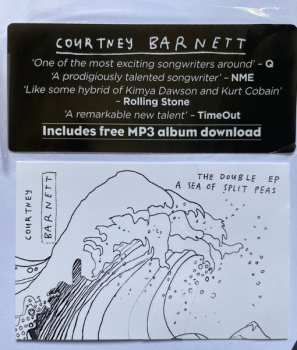 COURTNEY BARNETT
'One of the most exciting songwriters around' – Q
'A prodigiously talented songwriter' – NME
'Like some hybrid of Kimya Dawson and Kurt Cobain'
– Rolling Stone
'A remarkable new talent' – TimeOut
Includes free MP3 album download
COURTNEY
BARNETT
THE DOUBLE EP
A SEA OF SPLIT PEAS